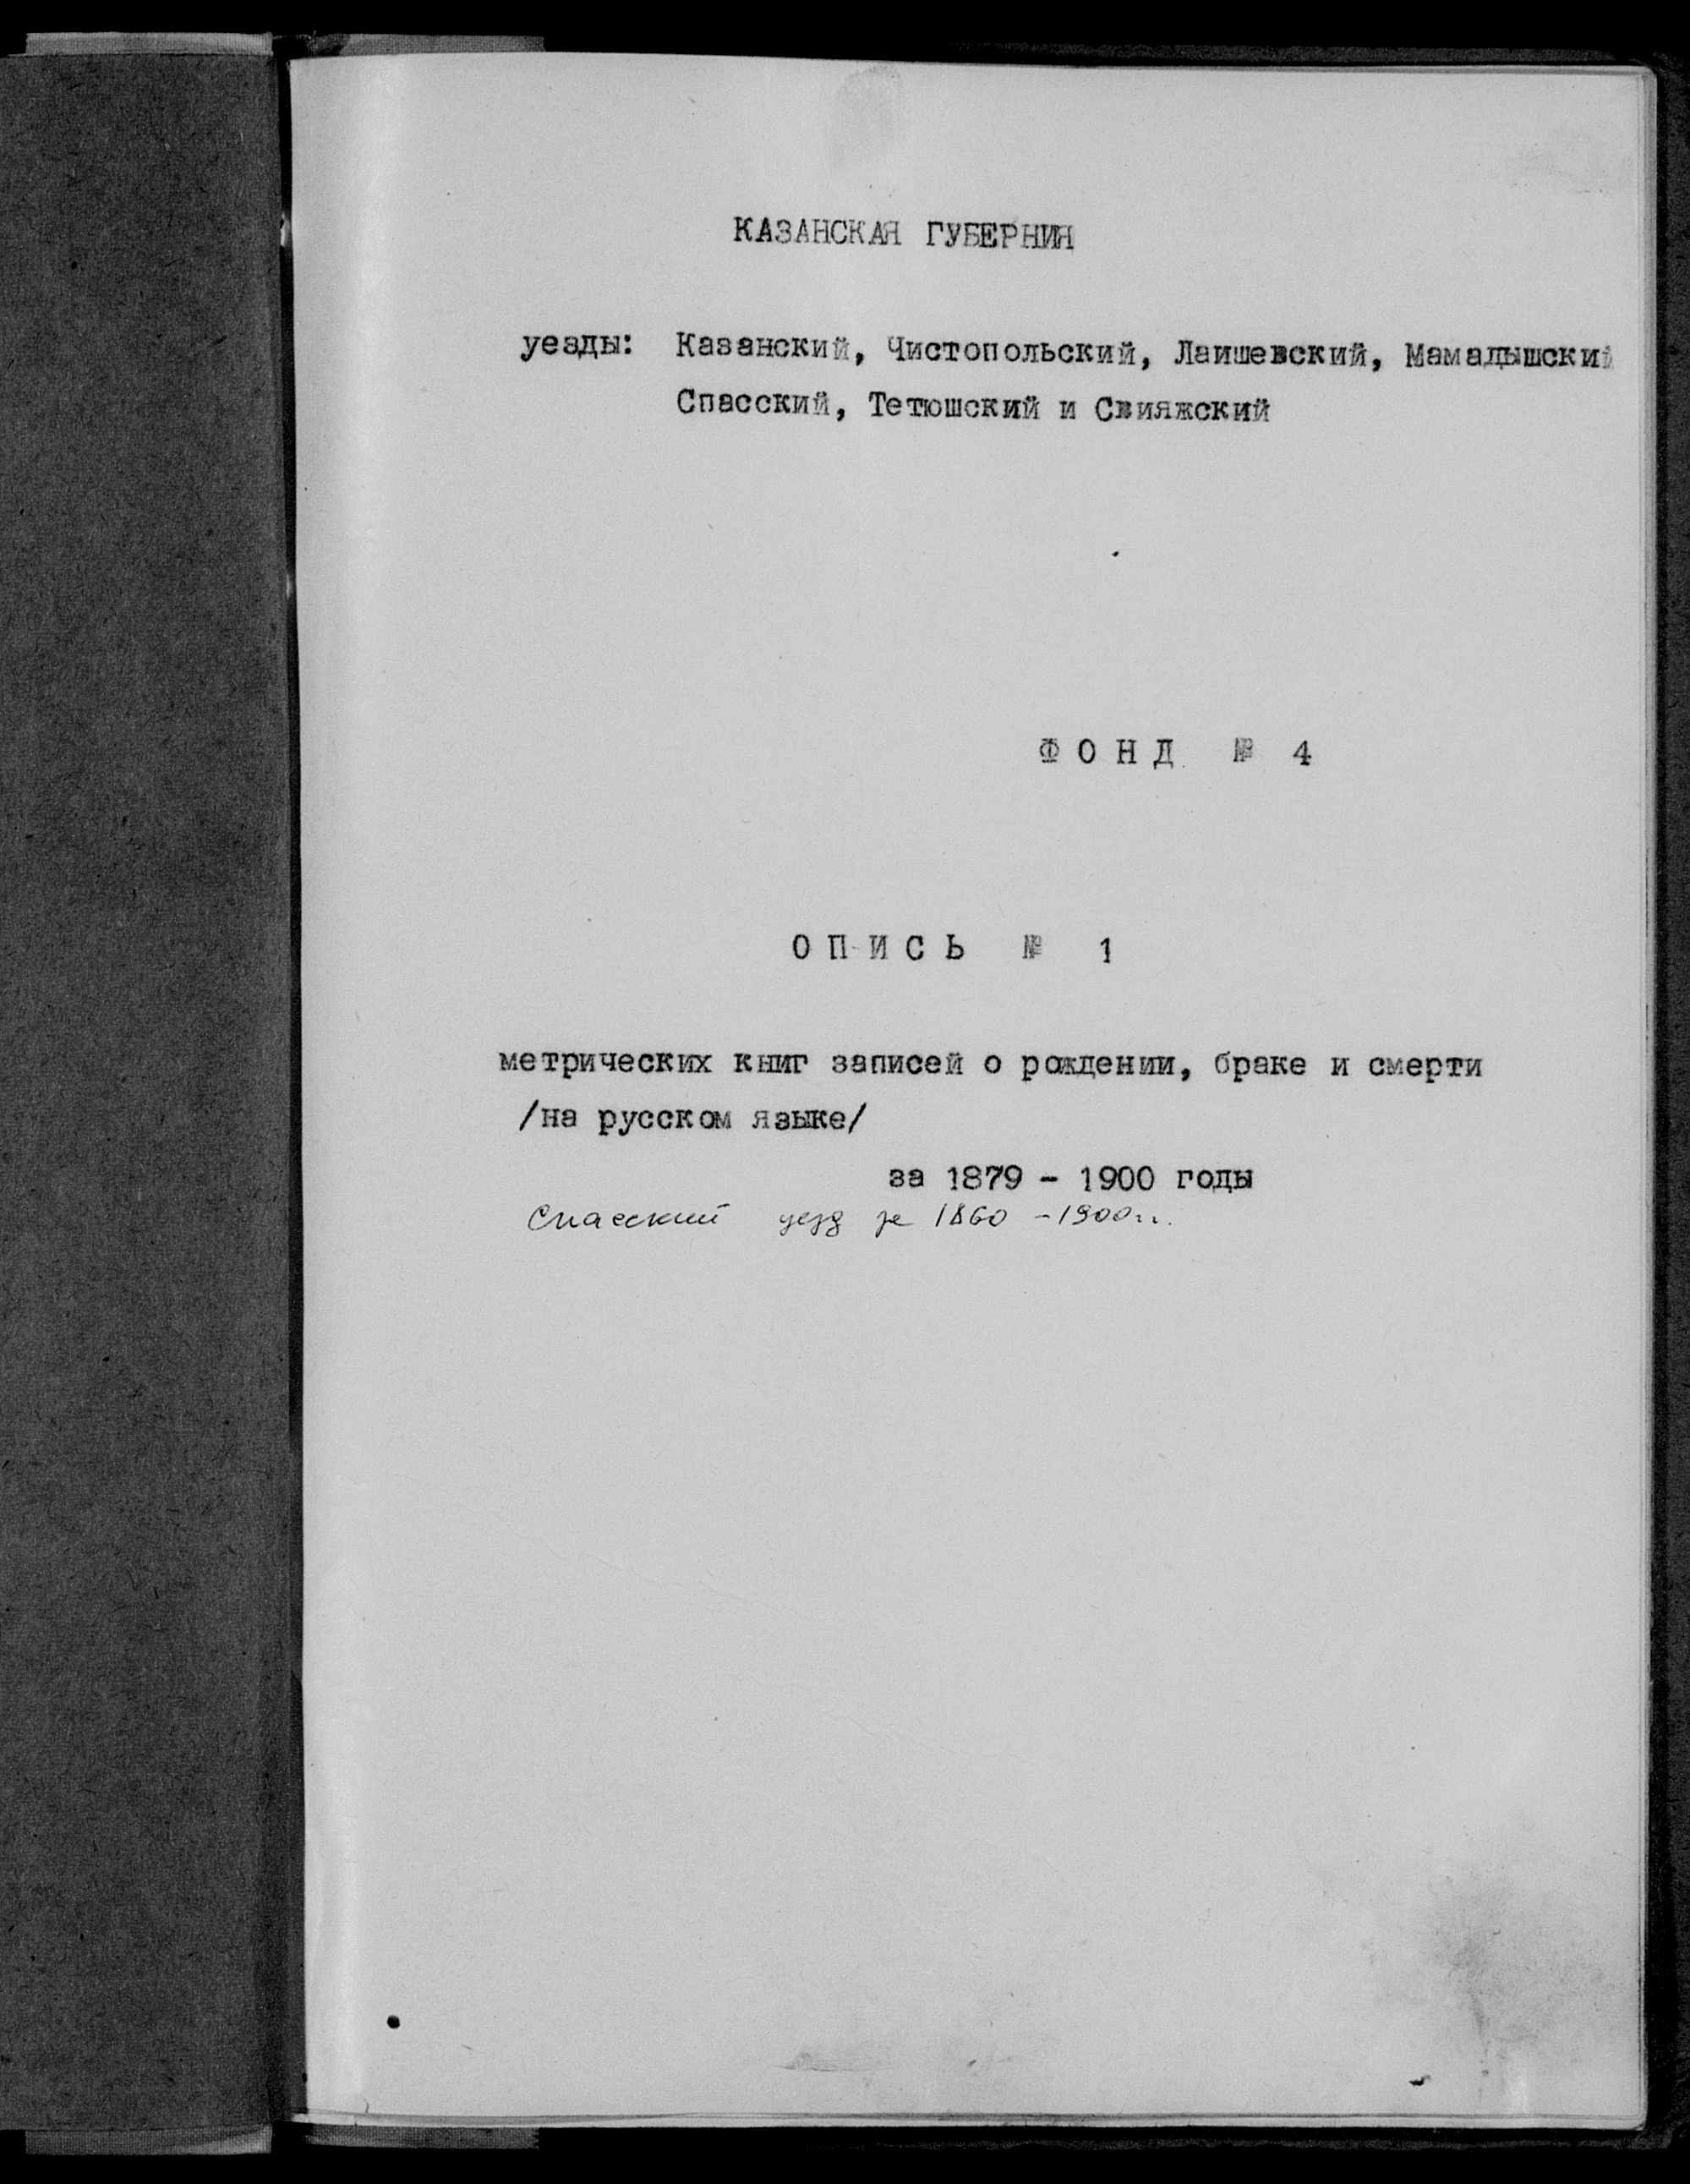 КАЗАНСКАЯ ГУБЕРНИЯ
уезды: Казанский, Чистопольский, Лаишевский, Мамадышский
Спасский, Тетюшский и Свияжский
ФОНД № 4
ОПИСЬ № 1
метрических книг записей о рождении, браке и смерти
/на русском языке/
за 1879 - 1900 годы
Спасский уезд за 1860 - 1900 г.г.